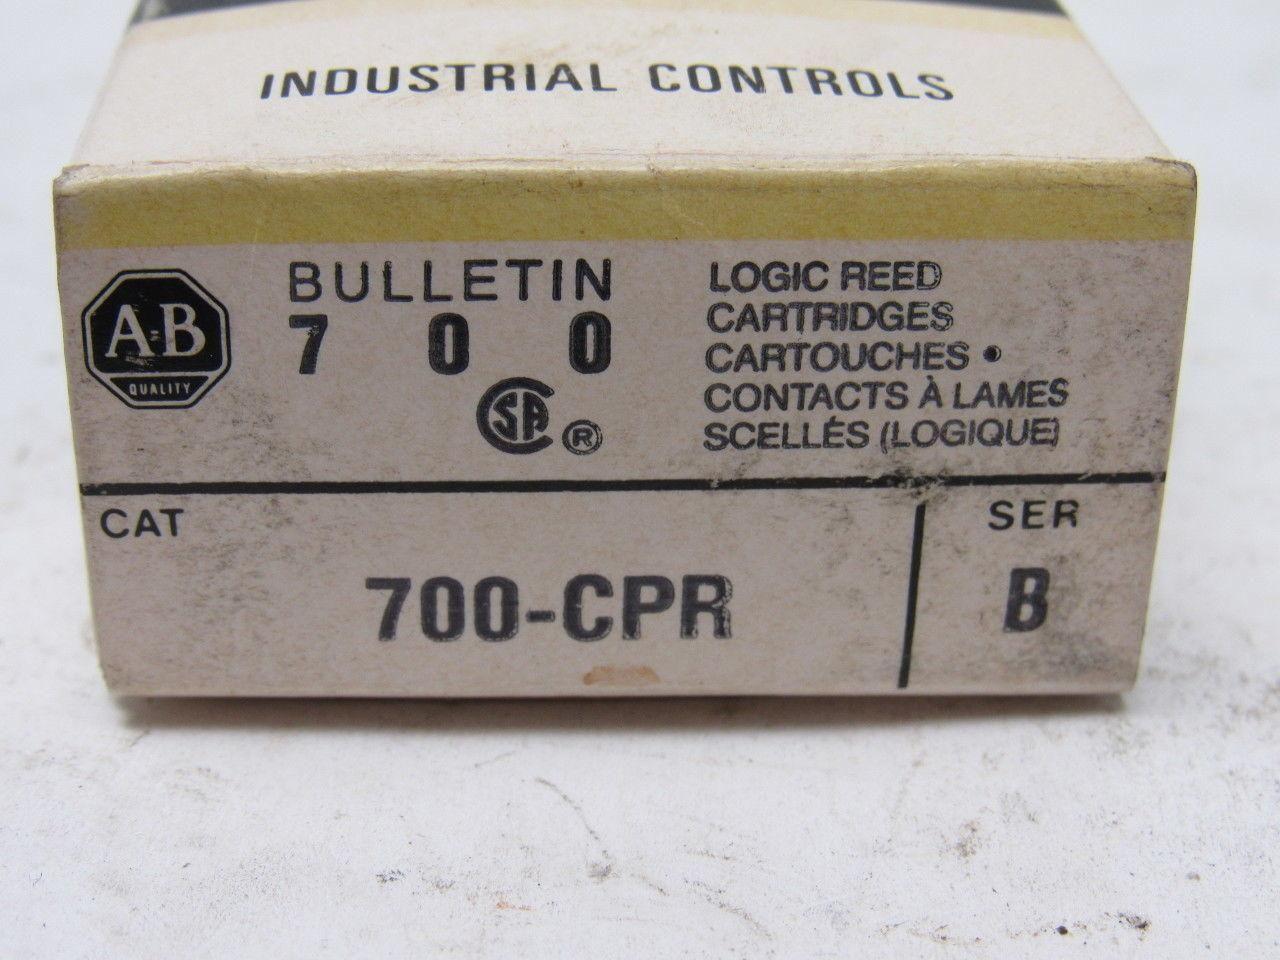 INDUSTRIAL CONTROLS
A-B
QUALITY
BULLETIN
7 0 0
CSA ®
LOGIC REED
CARTRIDGES
CARTOUCHES •
CONTACTS À LAMES
SCELLÉS (LOGIQUE)
CAT
700-CPR
SER
B